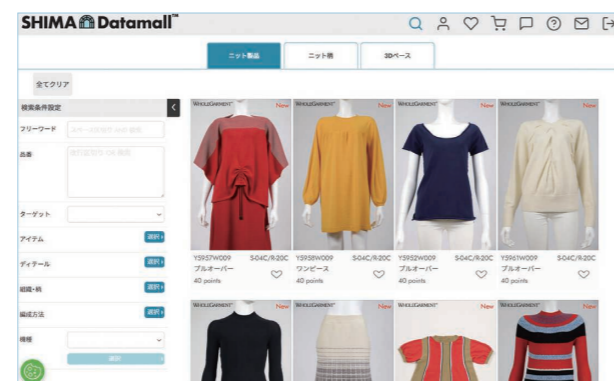 SHIMA Datamall™
ニット製品 ニット柄 3Dベース
全てクリア
検索条件設定
フリーワード
品番
ターゲット
アイテム 選択
ディテール 選択
組織・柄 選択
編成方法 選択
機種
選択
WHOLEGARMENT New
WHOLEGARMENT New
WHOLEGARMENT New
WHOLEGARMENT New
YS957W009 S-04C/R-20C
プルオーバー
40 points
YS958W009 S-04C/R-20C
ワンピース
40 points
YS952W009 S-04C/R-20C
プルオーバー
40 points
YS961W009 S-04C/R-20C
プルオーバー
40 points
WHOLEGARMENT New
WHOLEGARMENT New
WHOLEGARMENT New
WHOLEGARMENT New